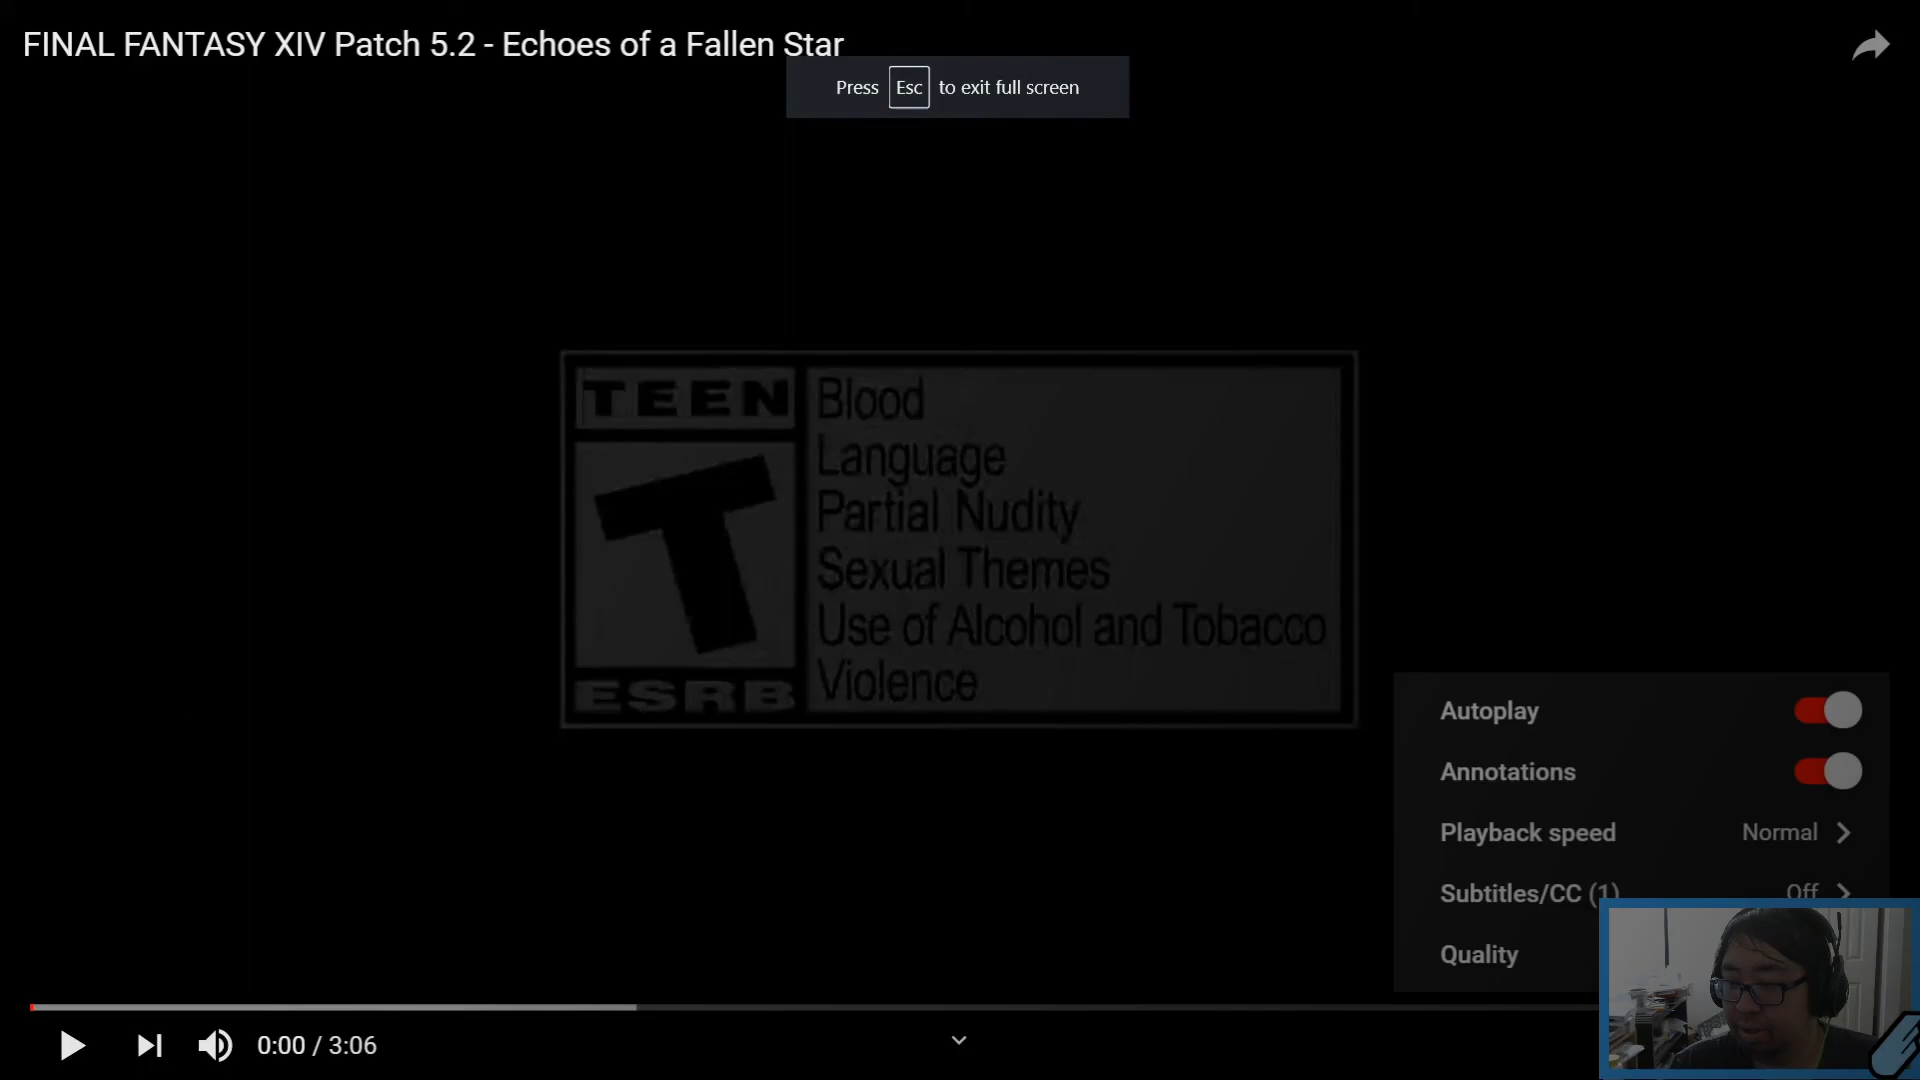 FINAL FANTASY XIV Patch 5.2 - Echoes of a Fallen Star
Press Esc to exit full screen
TEEN
T
ESRB
Blood
Language
Partial Nudity
Sexual Themes
Use of Alcohol and Tobacco
Violence
Autoplay
Annotations
Playback speed Normal
Subtitles/CC (1) Off
Quality
0:00 / 3:06